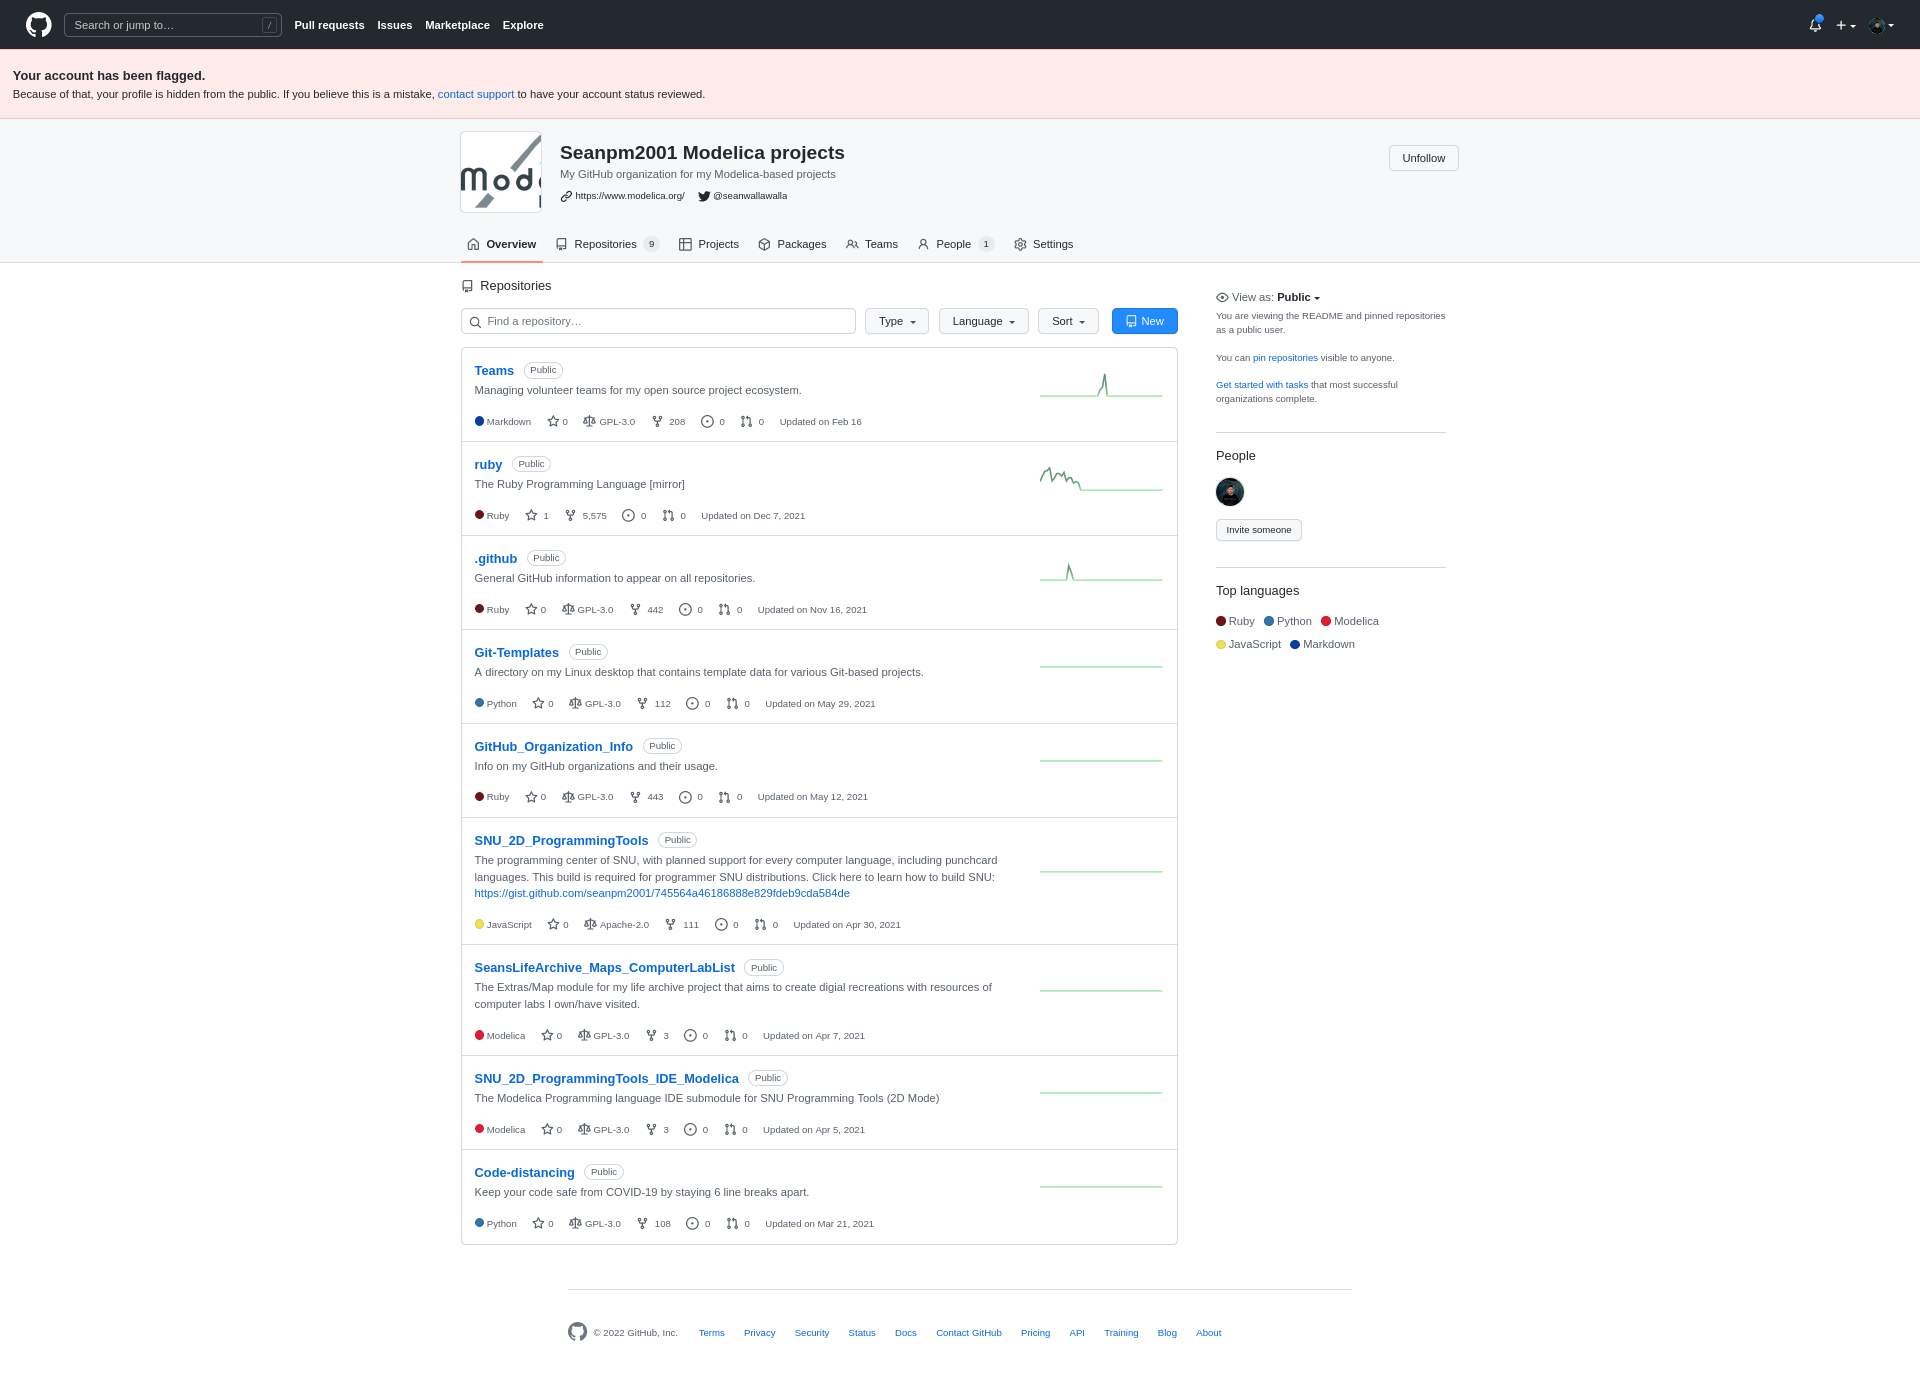 Search or jump to… /
Pull requests Issues Marketplace Explore
Your account has been flagged.
Because of that, your profile is hidden from the public. If you believe this is a mistake, contact support to have your account status reviewed.
Seanpm2001 Modelica projects
My GitHub organization for my Modelica-based projects
https://www.modelica.org/ @seanwallawalla
Unfollow
Overview Repositories 9 Projects Packages Teams People 1 Settings
Repositories
Find a repository… Type Language Sort New
Teams Public
Managing volunteer teams for my open source project ecosystem.
Markdown 0 GPL-3.0 208 0 0 Updated on Feb 16
ruby Public
The Ruby Programming Language [mirror]
Ruby 1 5,575 0 0 Updated on Dec 7, 2021
.github Public
General GitHub information to appear on all repositories.
Ruby 0 GPL-3.0 442 0 0 Updated on Nov 16, 2021
Git-Templates Public
A directory on my Linux desktop that contains template data for various Git-based projects.
Python 0 GPL-3.0 112 0 0 Updated on May 29, 2021
GitHub_Organization_Info Public
Info on my GitHub organizations and their usage.
Ruby 0 GPL-3.0 443 0 0 Updated on May 12, 2021
SNU_2D_ProgrammingTools Public
The programming center of SNU, with planned support for every computer language, including punchcard
languages. This build is required for programmer SNU distributions. Click here to learn how to build SNU:
https://gist.github.com/seanpm2001/745564a46186888e829fdeb9cda584de
JavaScript 0 Apache-2.0 111 0 0 Updated on Apr 30, 2021
SeansLifeArchive_Maps_ComputerLabList Public
The Extras/Map module for my life archive project that aims to create digial recreations with resources of
computer labs I own/have visited.
Modelica 0 GPL-3.0 3 0 0 Updated on Apr 7, 2021
SNU_2D_ProgrammingTools_IDE_Modelica Public
The Modelica Programming language IDE submodule for SNU Programming Tools (2D Mode)
Modelica 0 GPL-3.0 3 0 0 Updated on Apr 5, 2021
Code-distancing Public
Keep your code safe from COVID-19 by staying 6 line breaks apart.
Python 0 GPL-3.0 108 0 0 Updated on Mar 21, 2021
View as: Public
You are viewing the README and pinned repositories
as a public user.
You can pin repositories visible to anyone.
Get started with tasks that most successful
organizations complete.
People
Invite someone
Top languages
Ruby Python Modelica
JavaScript Markdown
© 2022 GitHub, Inc. Terms Privacy Security Status Docs Contact GitHub Pricing API Training Blog About